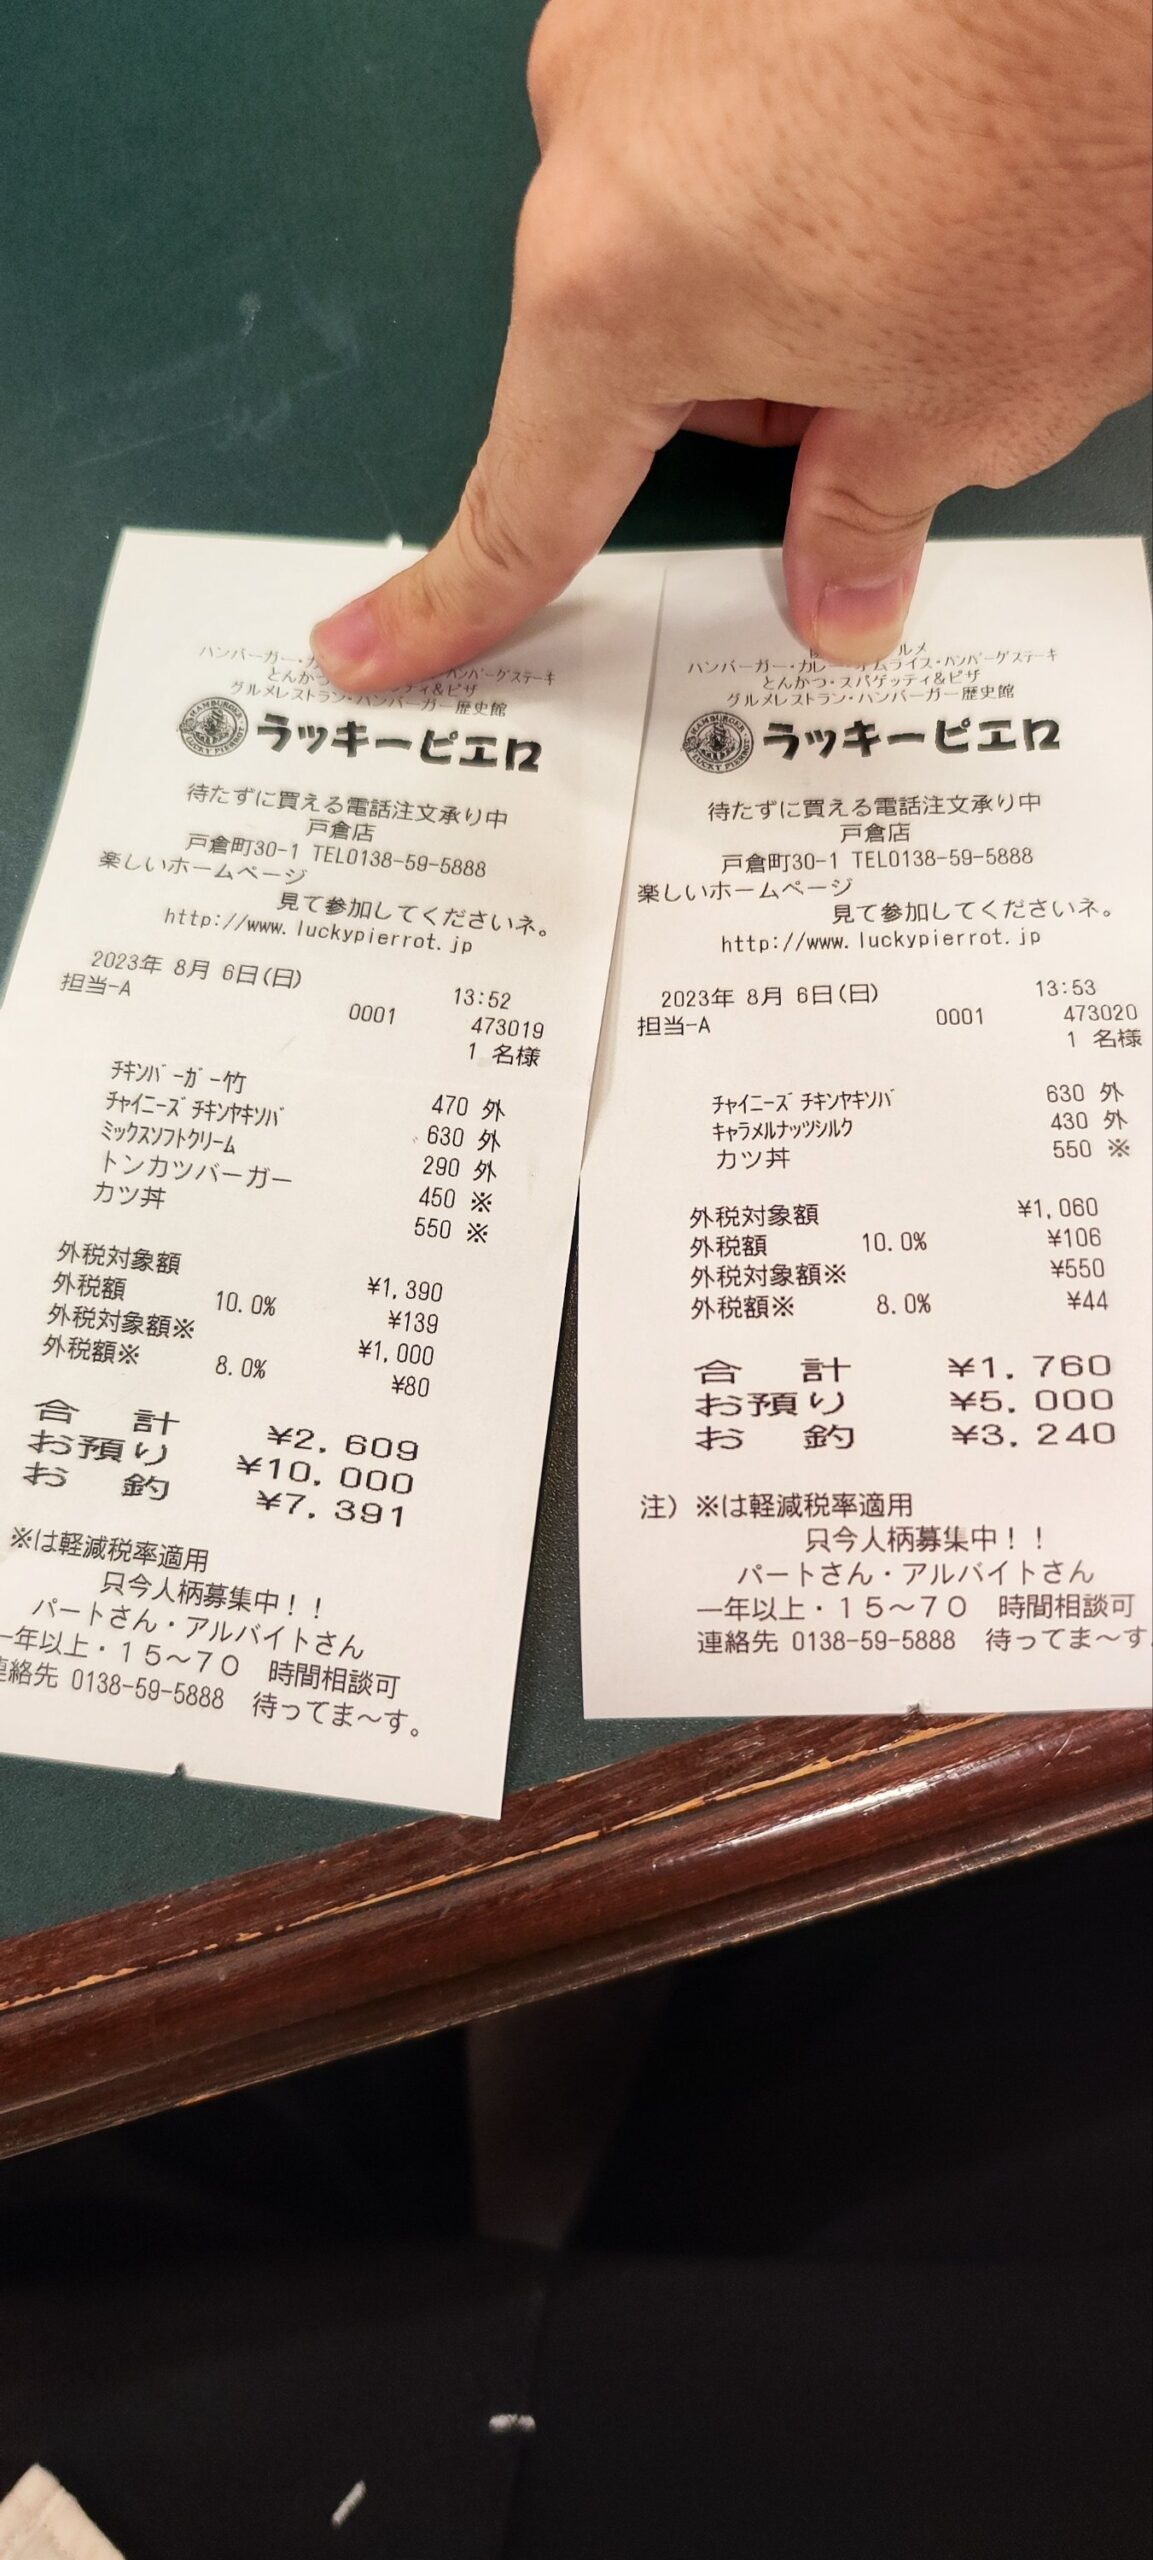 ハンバーガー・カ ハンバーグステーキ
とんかつ ティ&ピザ
グルメレストラン・ハンバーガー歴史館
HAMBURGER
LUCKY PIERROT
ラッキーピエロ
待たずに買える電話注文承り中
戸倉店
戸倉町30-1 TEL0138-59-5888
楽しいホームページ
見て参加してくださいネ。
http://www.luckypierrot.jp
2023年 8月 6日(日) 13:52
担当-A 0001 473019
1 名様
チキンバーガー竹 470 外
チャイニーズチキンヤキソバ 630 外
ミックスソフトクリーム 290 外
トンカツバーガー 450 ※
カツ丼 550 ※
外税対象額 ¥1,390
外税額 10.0% ¥139
外税対象額※ ¥1,000
外税額※ 8.0% ¥80
合計 ¥2,609
お預り ¥10,000
お釣 ¥7,391
※は軽減税率適用
只今人柄募集中!!
パートさん・アルバイトさん
一年以上・15~70 時間相談可
連絡先 0138-59-5888 待ってま~す。
ルメ
ハンバーガー・カレー・オムライス・ハンバーグステーキ
とんかつ・スパゲッティ&ピザ
グルメレストラン・ハンバーガー歴史館
HAMBURGER
LUCKY PIERROT
ラッキーピエロ
待たずに買える電話注文承り中
戸倉店
戸倉町30-1 TEL0138-59-5888
楽しいホームページ
見て参加してくださいネ。
http://www.luckypierrot.jp
2023年 8月 6日(日) 13:53
担当-A 0001 473020
1 名様
チャイニーズチキンヤキソバ 630 外
キャラメルナッツシルク 430 外
カツ丼 550 ※
外税対象額 ¥1,060
外税額 10.0% ¥106
外税対象額※ ¥550
外税額※ 8.0% ¥44
合計 ¥1,760
お預り ¥5,000
お釣 ¥3,240
注)※は軽減税率適用
只今人柄募集中!!
パートさん・アルバイトさん
一年以上・15~70 時間相談可
連絡先 0138-59-5888 待ってま~す